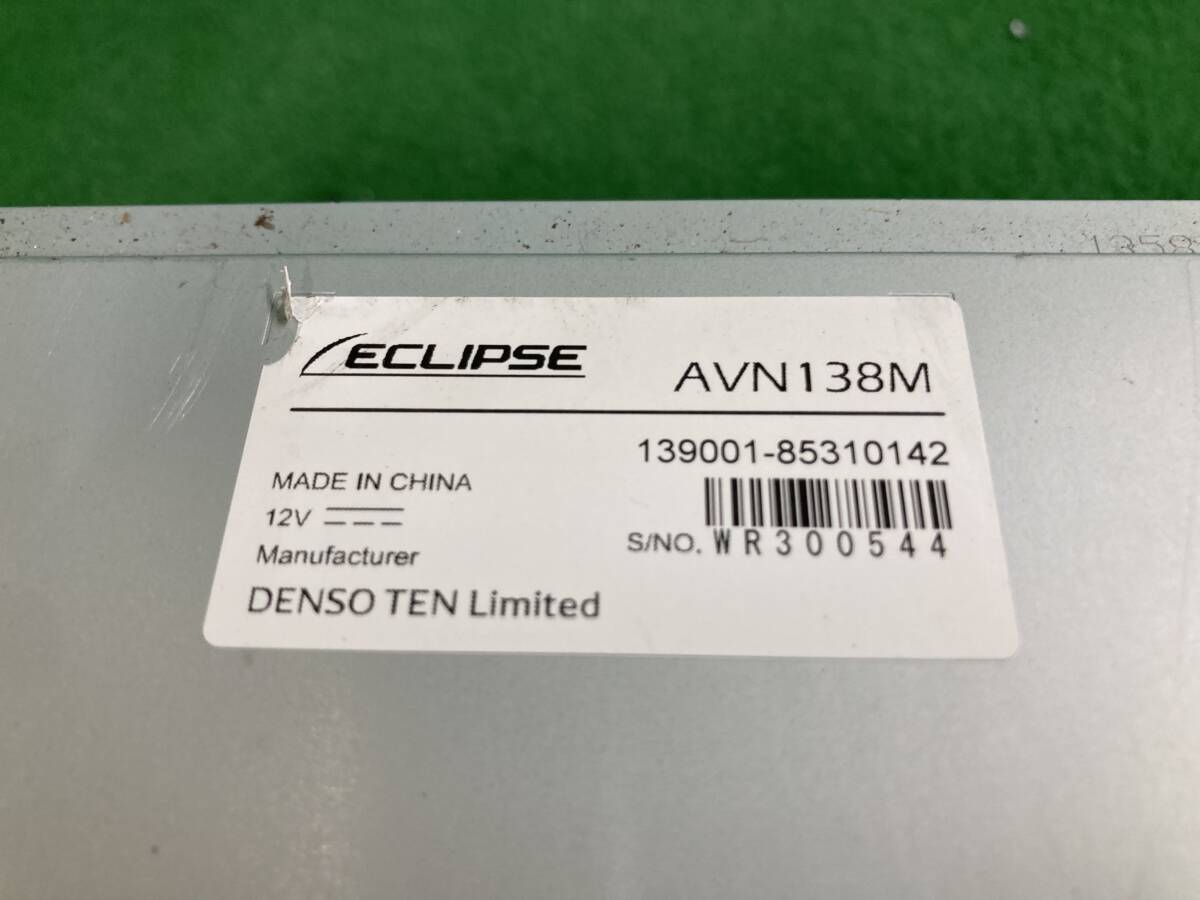 ECLIPSE AVN138M
139001-85310142
MADE IN CHINA
12V
S/NO. WR300544
Manufacturer
DENSO TEN Limited